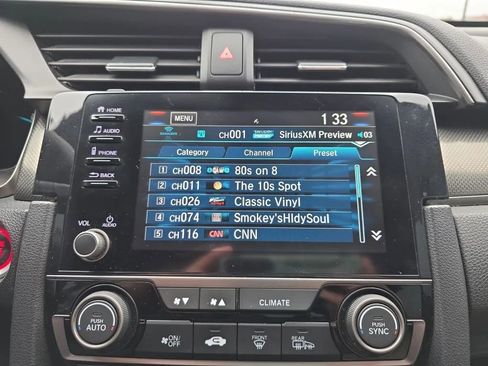 HOME
AUDIO
PHONE
BACK
VOL AUDIO
MENU 1 33
CH001 SiriusXM Preview 03
Category Channel Preset
1 CH008 80s on 8
2 CH011 The 10s Spot
3 CH026 Classic Vinyl
4 CH074 Smokey'sHldySoul
5 CH116 CNN CNN
PUSH
AUTO
CLIMATE
PUSH
SYNC
ON/
OFF
FRONT
REAR